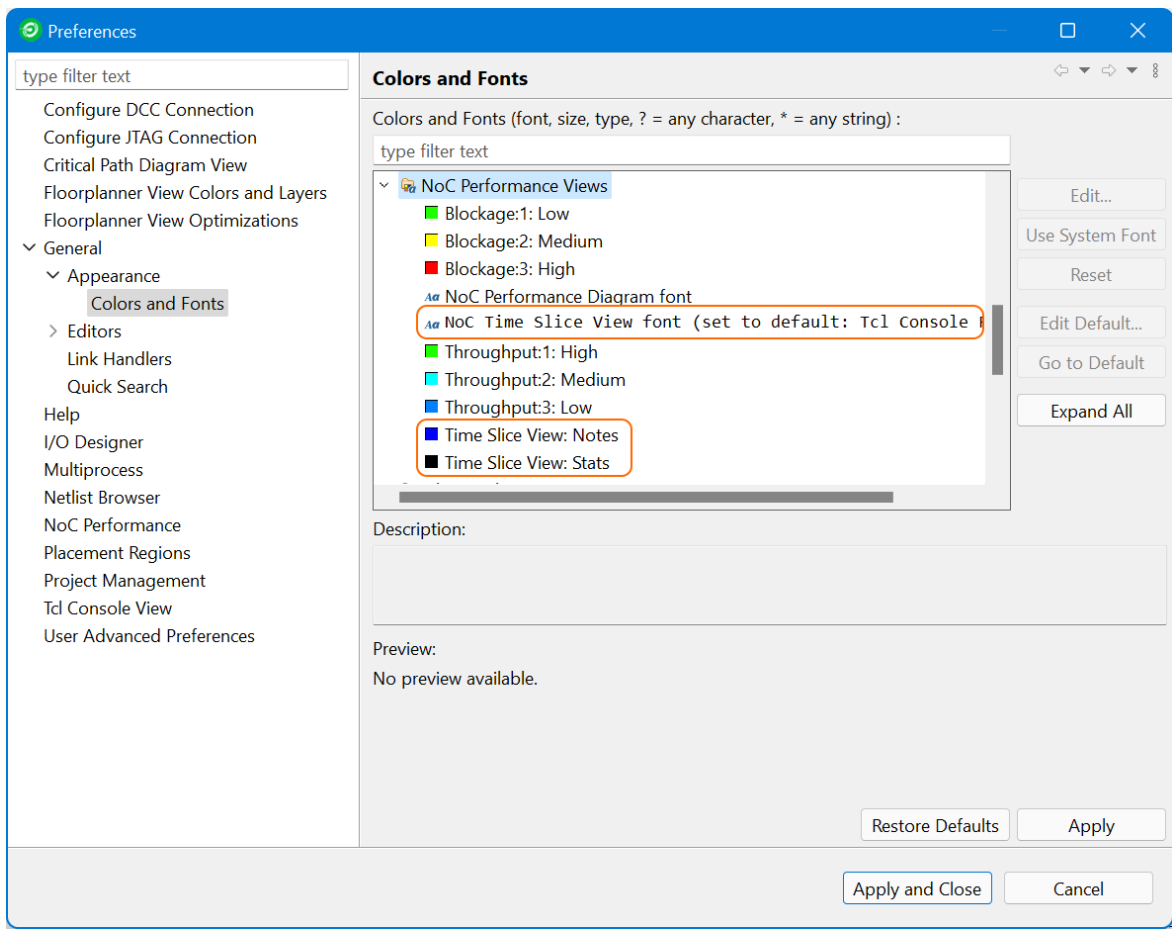 Preferences
type filter text
Configure DCC Connection
Configure JTAG Connection
Critical Path Diagram View
Floorplanner View Colors and Layers
Floorplanner View Optimizations
General
Appearance
Colors and Fonts
Editors
Link Handlers
Quick Search
Help
I/O Designer
Multiprocess
Netlist Browser
NoC Performance
Placement Regions
Project Management
Tcl Console View
User Advanced Preferences
Colors and Fonts
Colors and Fonts (font, size, type, ? = any character, * = any string) :
type filter text
NoC Performance Views
Blockage:1: Low
Blockage:2: Medium
Blockage:3: High
Aa NoC Performance Diagram font
Aa NoC Time Slice View font (set to default: Tcl Console
Throughput:1: High
Throughput:2: Medium
Throughput:3: Low
Time Slice View: Notes
Time Slice View: Stats
Edit...
Use System Font
Reset
Edit Default...
Go to Default
Expand All
Description:
Preview:
No preview available.
Restore Defaults
Apply
Apply and Close
Cancel